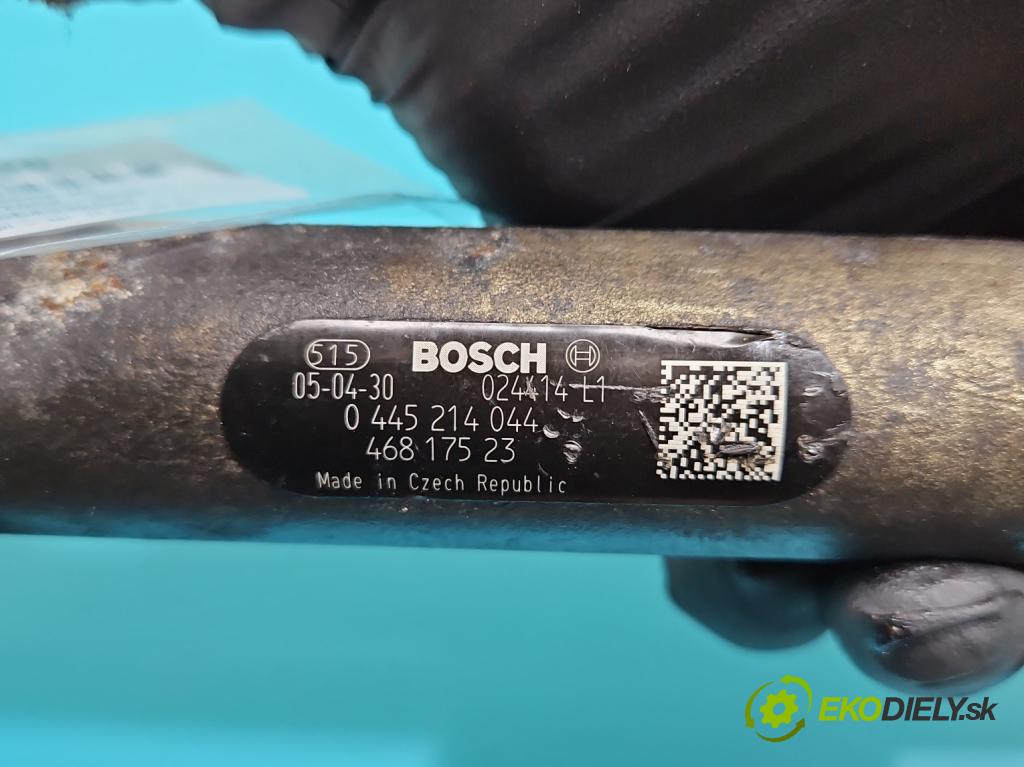 515 BOSCH
05-04-30 024414 L1
0 445 214 044
468 175 23
Made in Czech Republic
EKODIELY.sk